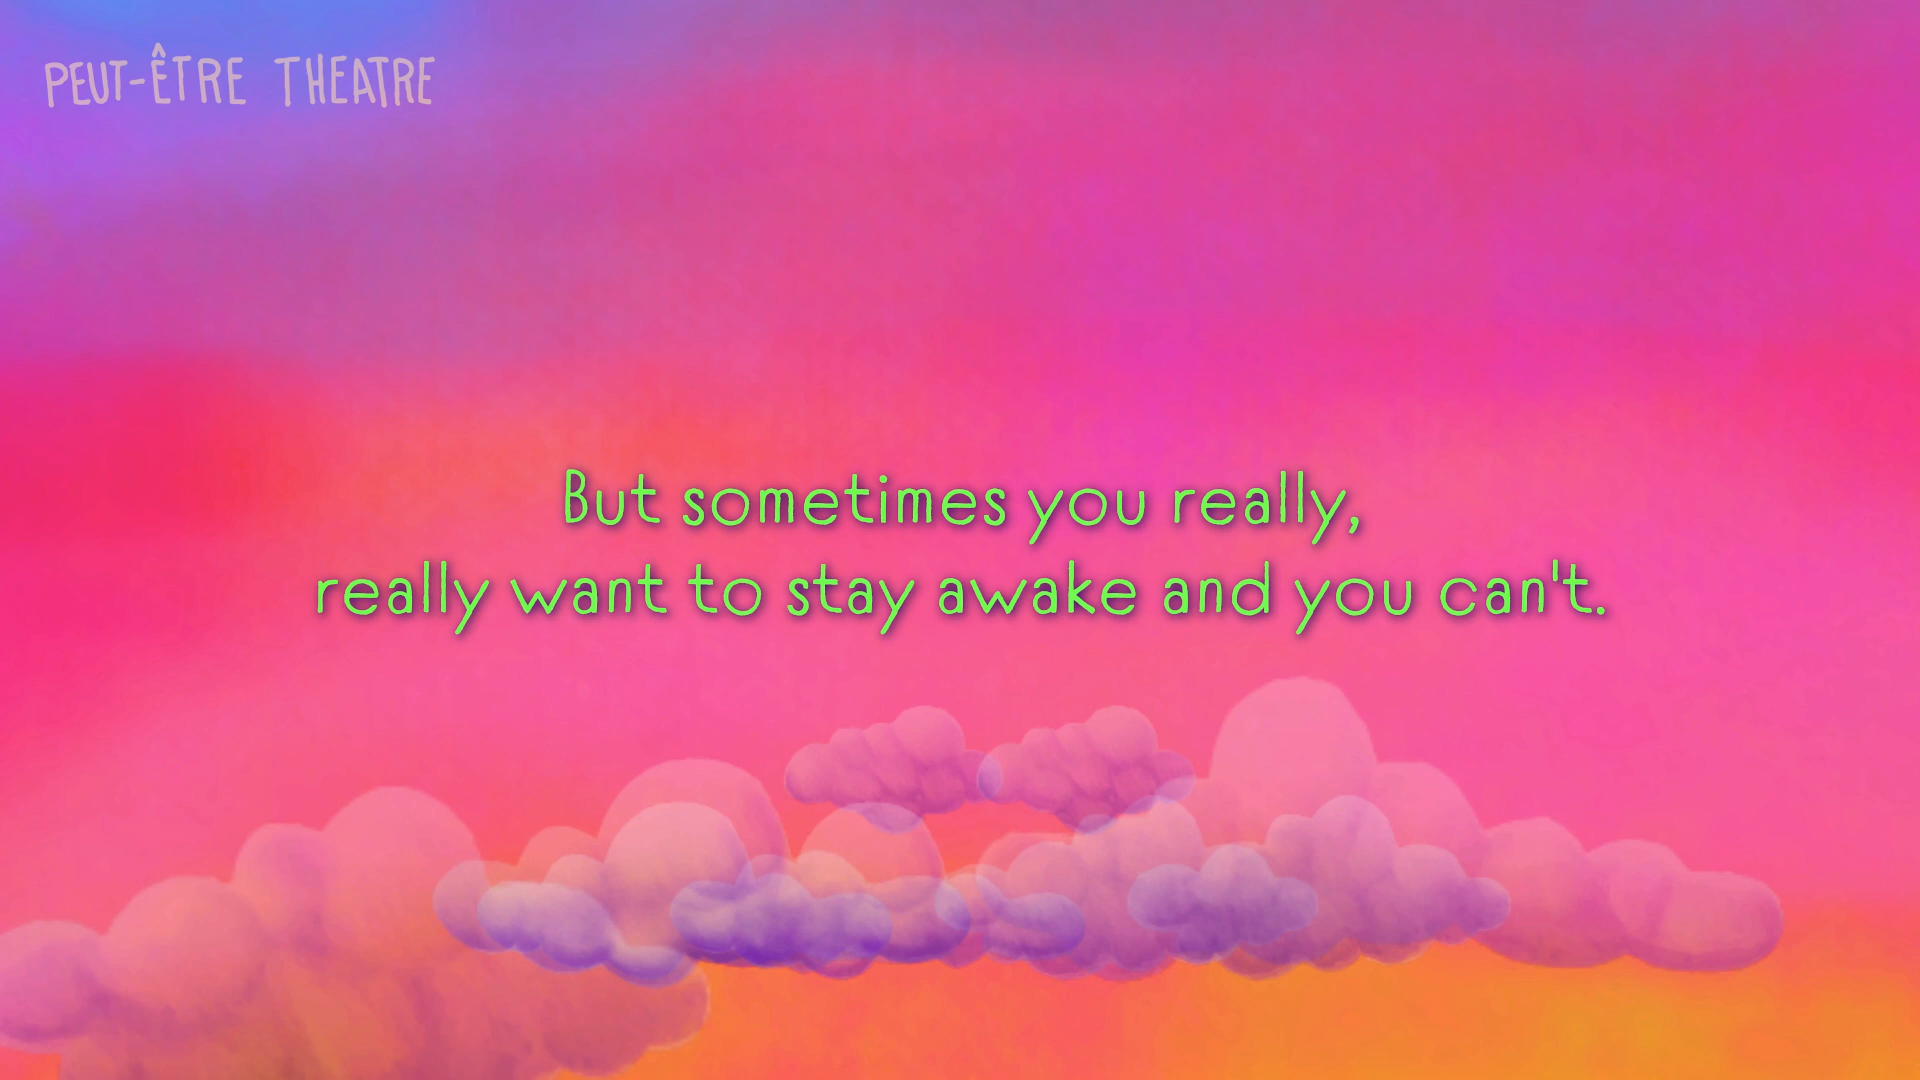 PEUT-ÊTRE THEATRE
But sometimes you really,
really want to stay awake and you can't.